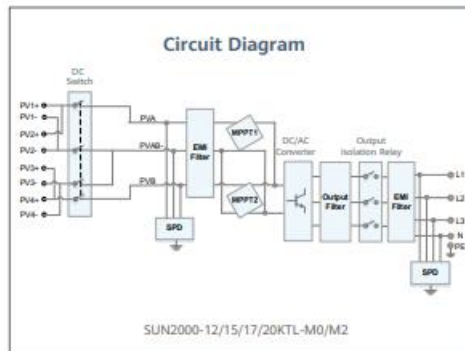 Circuit Diagram
DC
Switch
PV1+
PV1-
PV2+
PV2-
PV3+
PV3-
PV4+
PV4-
PVA
PVAB-
PVB
EMI
Filter
SPD
MPPT1
MPPT2
DC/AC
Converter
Output
Filter
Output
Isolation Relay
EMI
Filter
SPD
L1
L2
L3
N
PE
SUN2000-12/15/17/20KTL-M0/M2